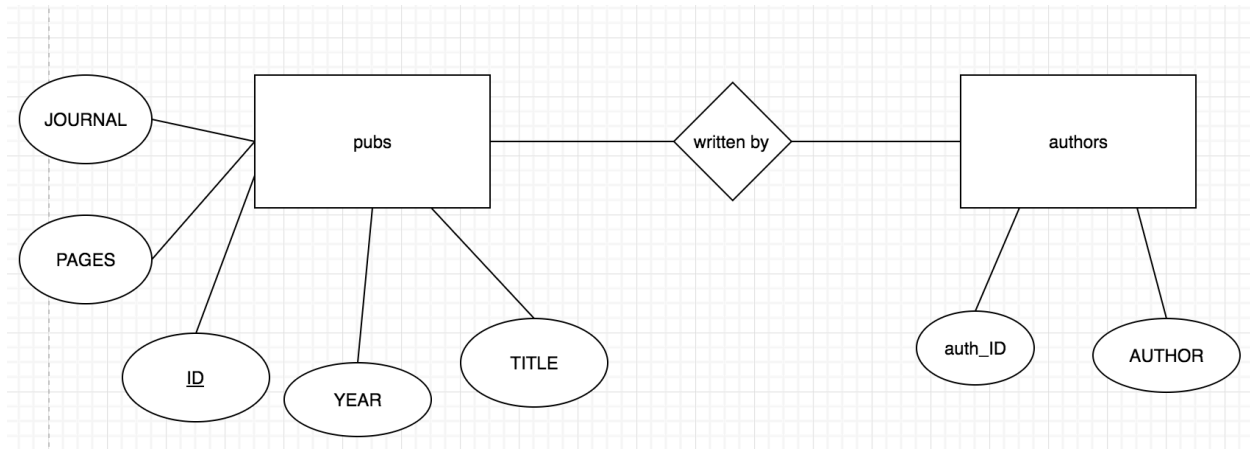 JOURNAL
pubs
written by
authors
PAGES
ID
YEAR
TITLE
auth_ID
AUTHOR